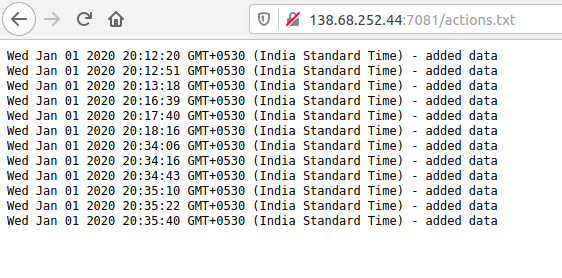 138.68.252.44:7081/actions.txt
Wed Jan 01 2020 20:12:20 GMT+0530 (India Standard Time) - added data
Wed Jan 01 2020 20:12:51 GMT+0530 (India Standard Time) - added data
Wed Jan 01 2020 20:13:18 GMT+0530 (India Standard Time) - added data
Wed Jan 01 2020 20:16:39 GMT+0530 (India Standard Time) - added data
Wed Jan 01 2020 20:17:40 GMT+0530 (India Standard Time) - added data
Wed Jan 01 2020 20:18:16 GMT+0530 (India Standard Time) - added data
Wed Jan 01 2020 20:34:06 GMT+0530 (India Standard Time) - added data
Wed Jan 01 2020 20:34:16 GMT+0530 (India Standard Time) - added data
Wed Jan 01 2020 20:34:43 GMT+0530 (India Standard Time) - added data
Wed Jan 01 2020 20:35:10 GMT+0530 (India Standard Time) - added data
Wed Jan 01 2020 20:35:22 GMT+0530 (India Standard Time) - added data
Wed Jan 01 2020 20:35:40 GMT+0530 (India Standard Time) - added data